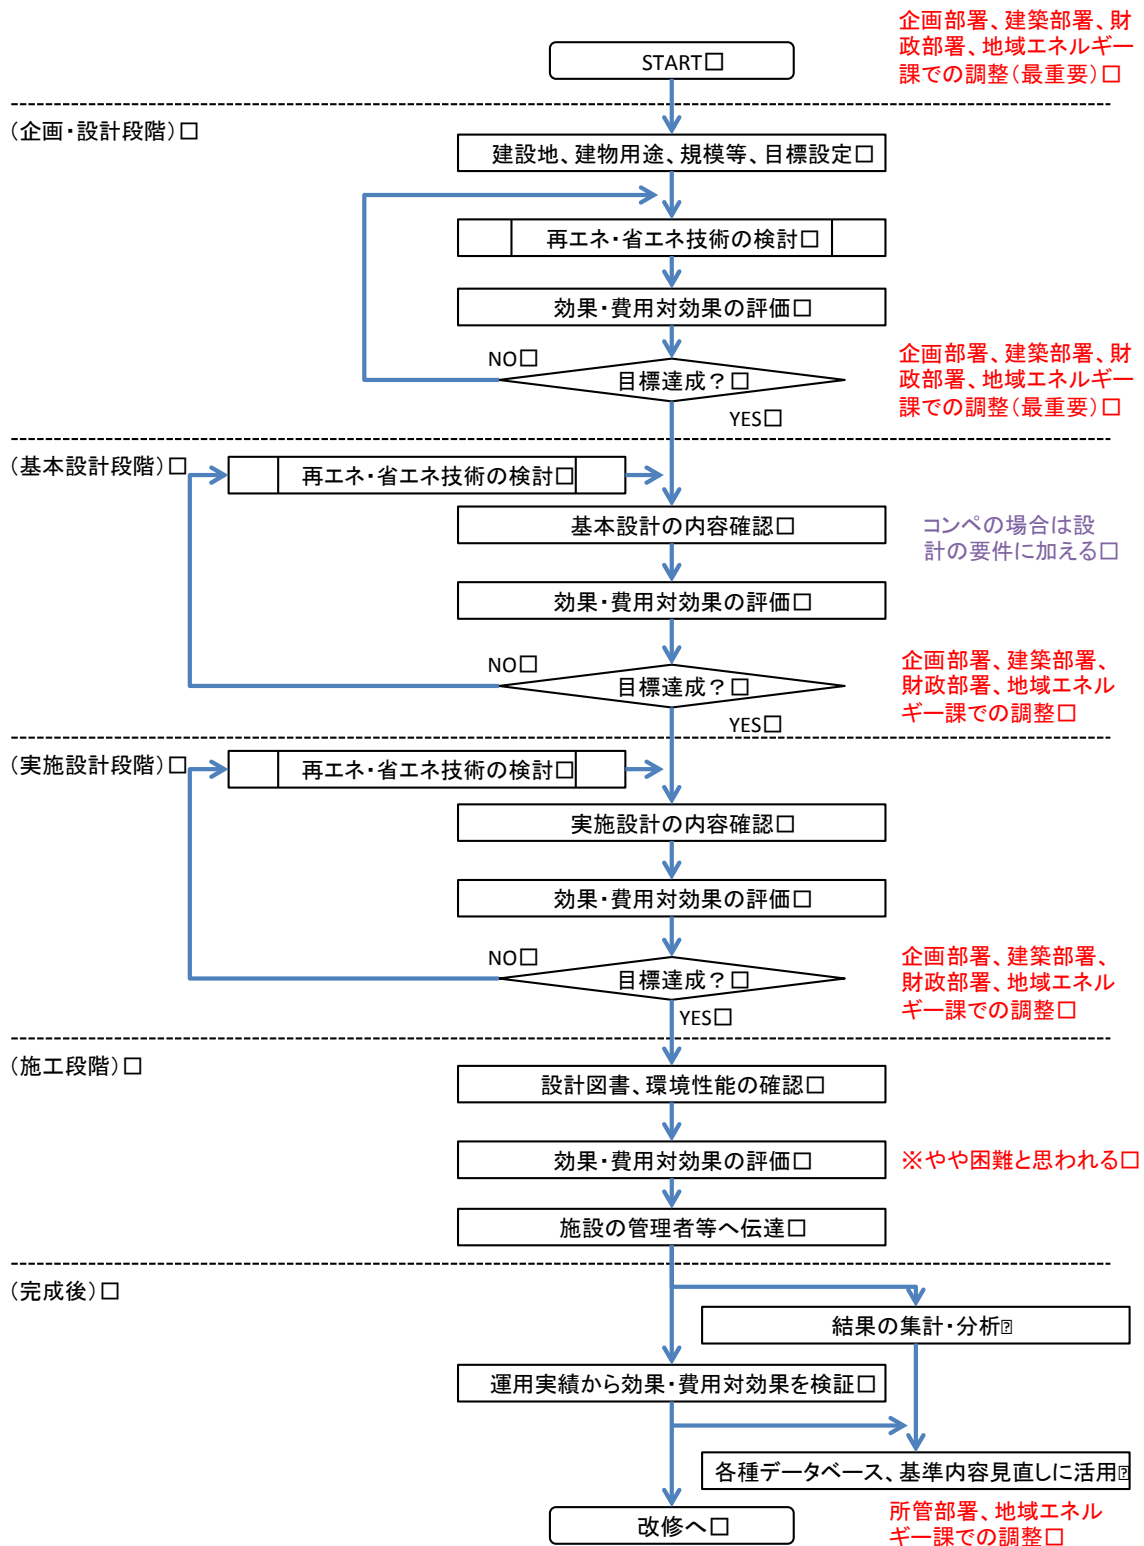 企画部署、建築部署、財
政部署、地域エネルギー
課での調整(最重要)□
START□
(企画・設計段階)□
建設地、建物用途、規模等、目標設定□
再エネ・省エネ技術の検討□
効果・費用対効果の評価□
NO□
目標達成？□
企画部署、建築部署、財
政部署、地域エネルギー
課での調整(最重要)□
YES□
(基本設計段階)□
再エネ・省エネ技術の検討□
基本設計の内容確認□
コンペの場合は設
計の要件に加える□
効果・費用対効果の評価□
NO□
目標達成？□
企画部署、建築部署、
財政部署、地域エネル
ギー課での調整□
YES□
(実施設計段階)□
再エネ・省エネ技術の検討□
実施設計の内容確認□
効果・費用対効果の評価□
NO□
目標達成？□
企画部署、建築部署、
財政部署、地域エネル
ギー課での調整□
YES□
(施工段階)□
設計図書、環境性能の確認□
効果・費用対効果の評価□
※やや困難と思われる□
施設の管理者等へ伝達□
(完成後)□
結果の集計・分析⍰
運用実績から効果・費用対効果を検証□
各種データベース、基準内容見直しに活用⍰
改修へ□
所管部署、地域エネル
ギー課での調整□